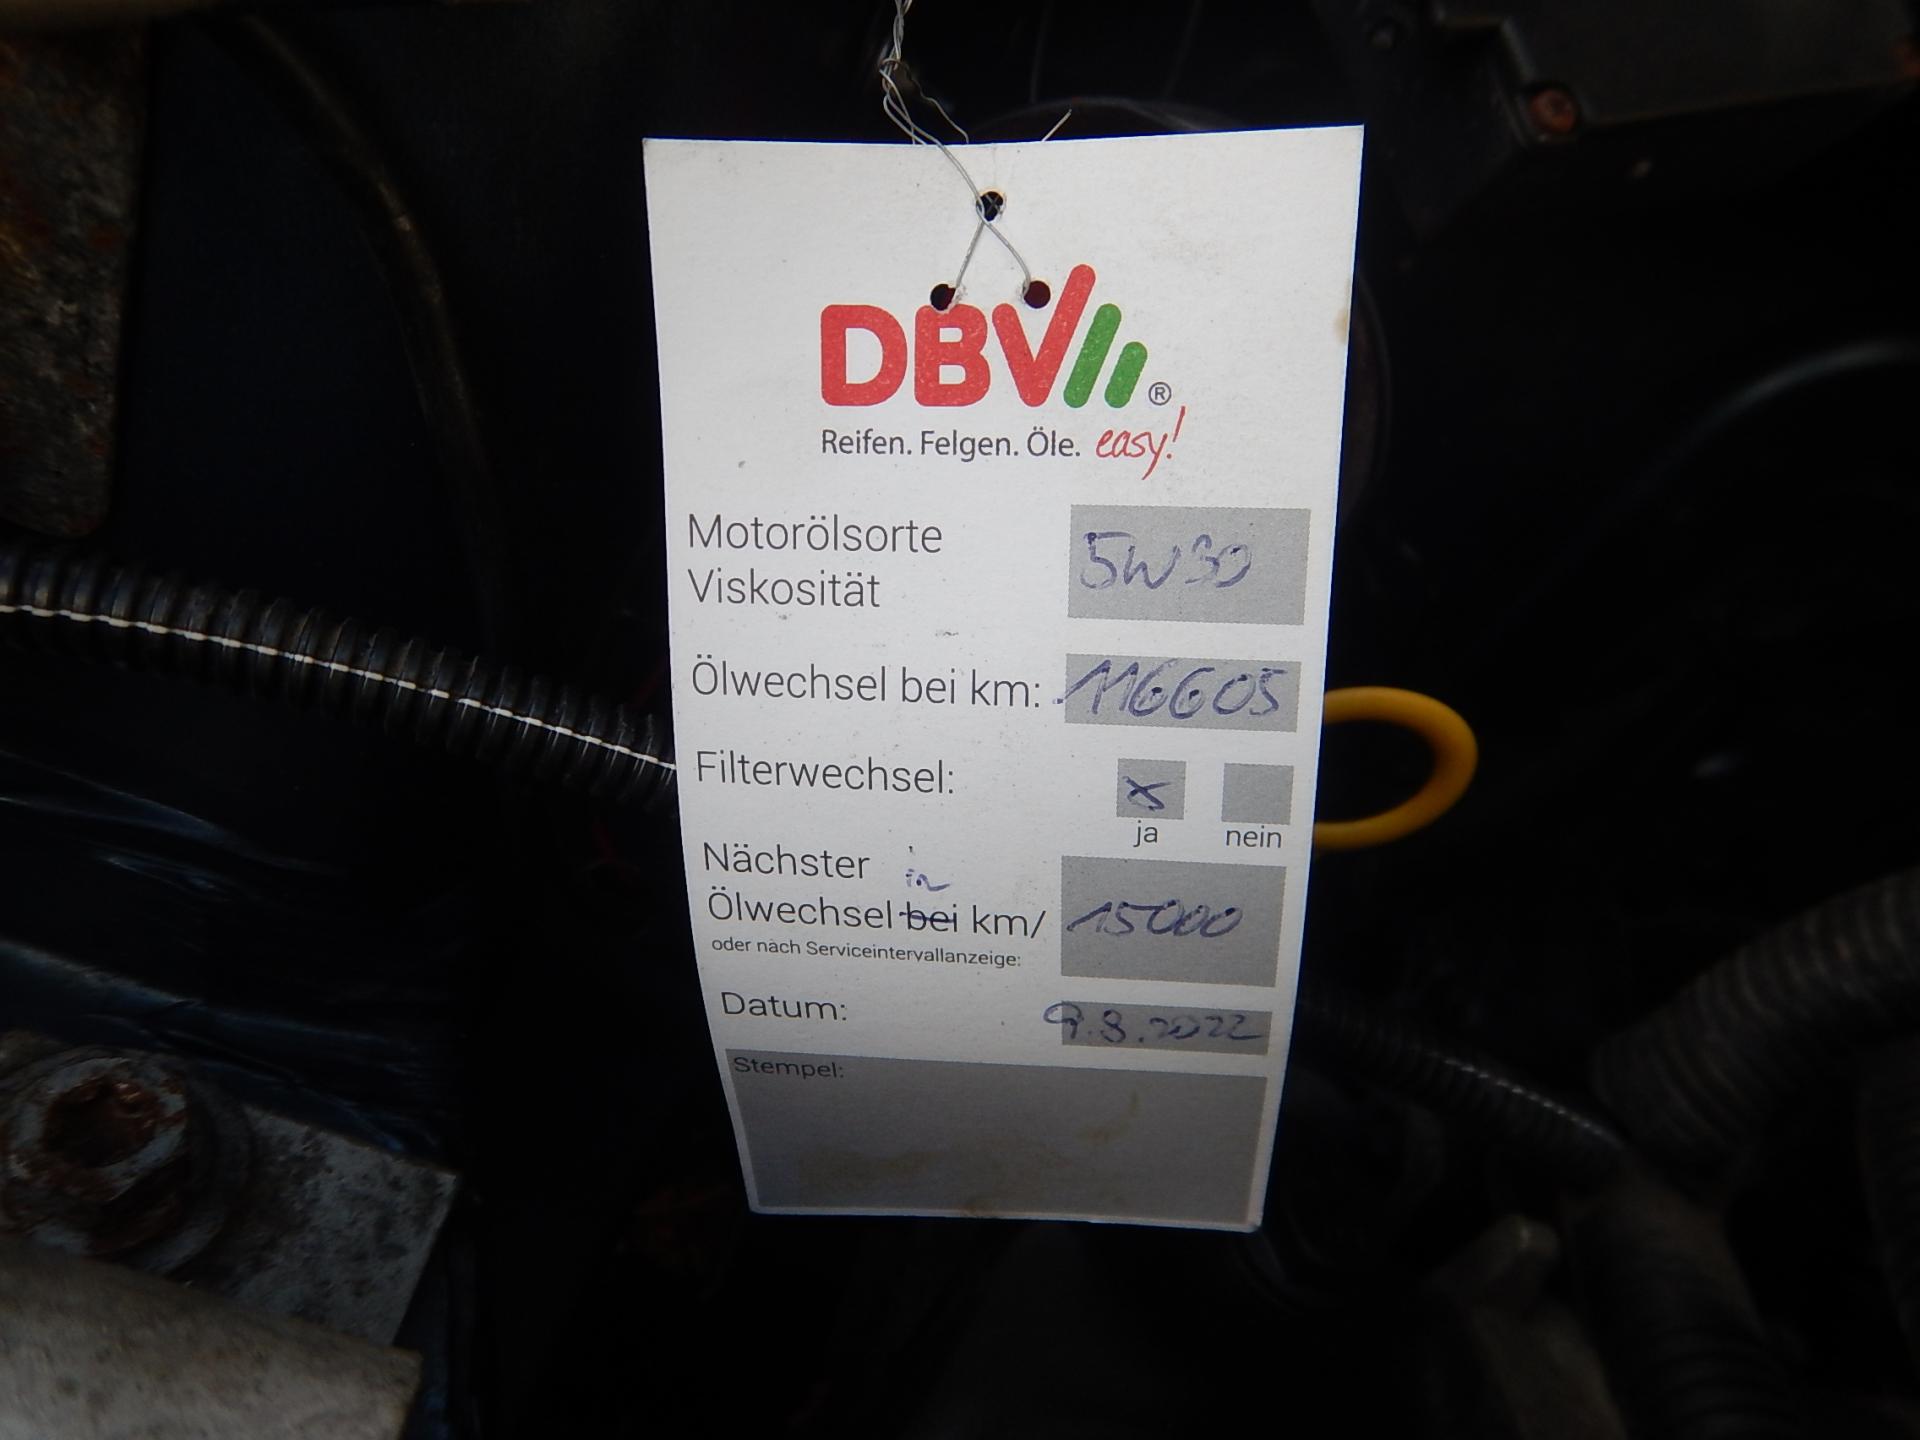 DBV®
Reifen. Felgen. Öle. easy!
Motorölsorte
Viskosität
5W30
Ölwechsel bei km: 116605
Filterwechsel: x
ja nein
Nächster in
Ölwechsel bei km/ 15000
oder nach Serviceintervallanzeige:
Datum: 9.8.2022
Stempel: